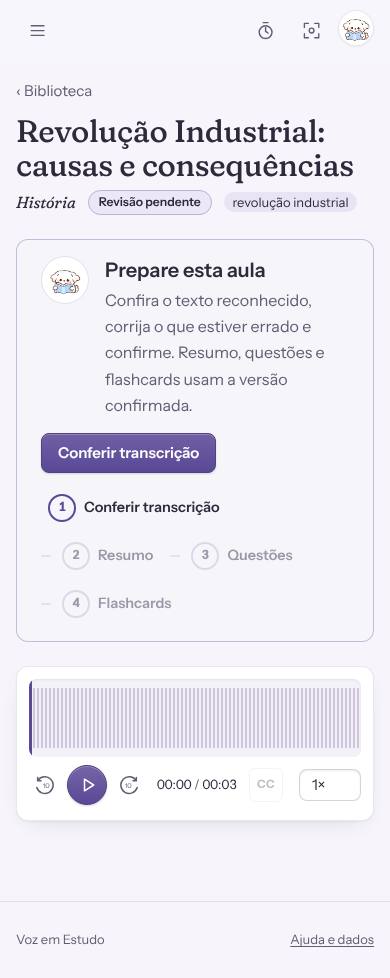 ‹ Biblioteca
Revolução Industrial:
causas e consequências
História
Revisão pendente
revolução industrial
Prepare esta aula
Confira o texto reconhecido,
corrija o que estiver errado e
confirme. Resumo, questões e
flashcards usam a versão
confirmada.
Conferir transcrição
1 Conferir transcrição
2 Resumo
3 Questões
4 Flashcards
10
10
00:00 / 00:03
CC
1×
Voz em Estudo
Ajuda e dados